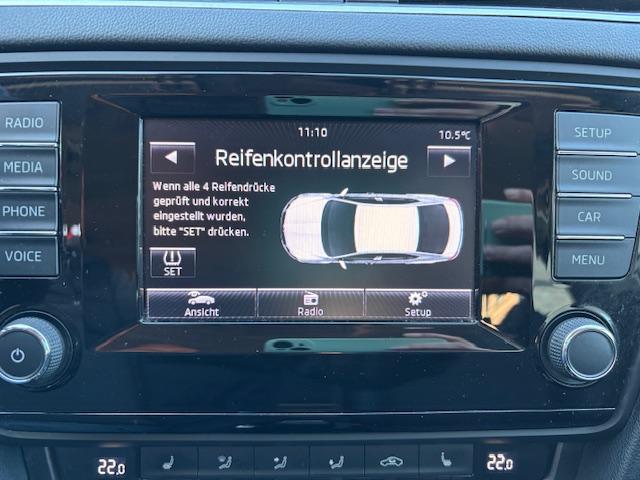 11:10
10.5°C
Reifenkontrollanzeige
Wenn alle 4 Reifendrücke
geprüft und korrekt
eingestellt wurden,
bitte "SET" drücken.
SET
Ansicht
Radio
Setup
RADIO
MEDIA
PHONE
VOICE
SETUP
SOUND
CAR
MENU
22.0
22.0